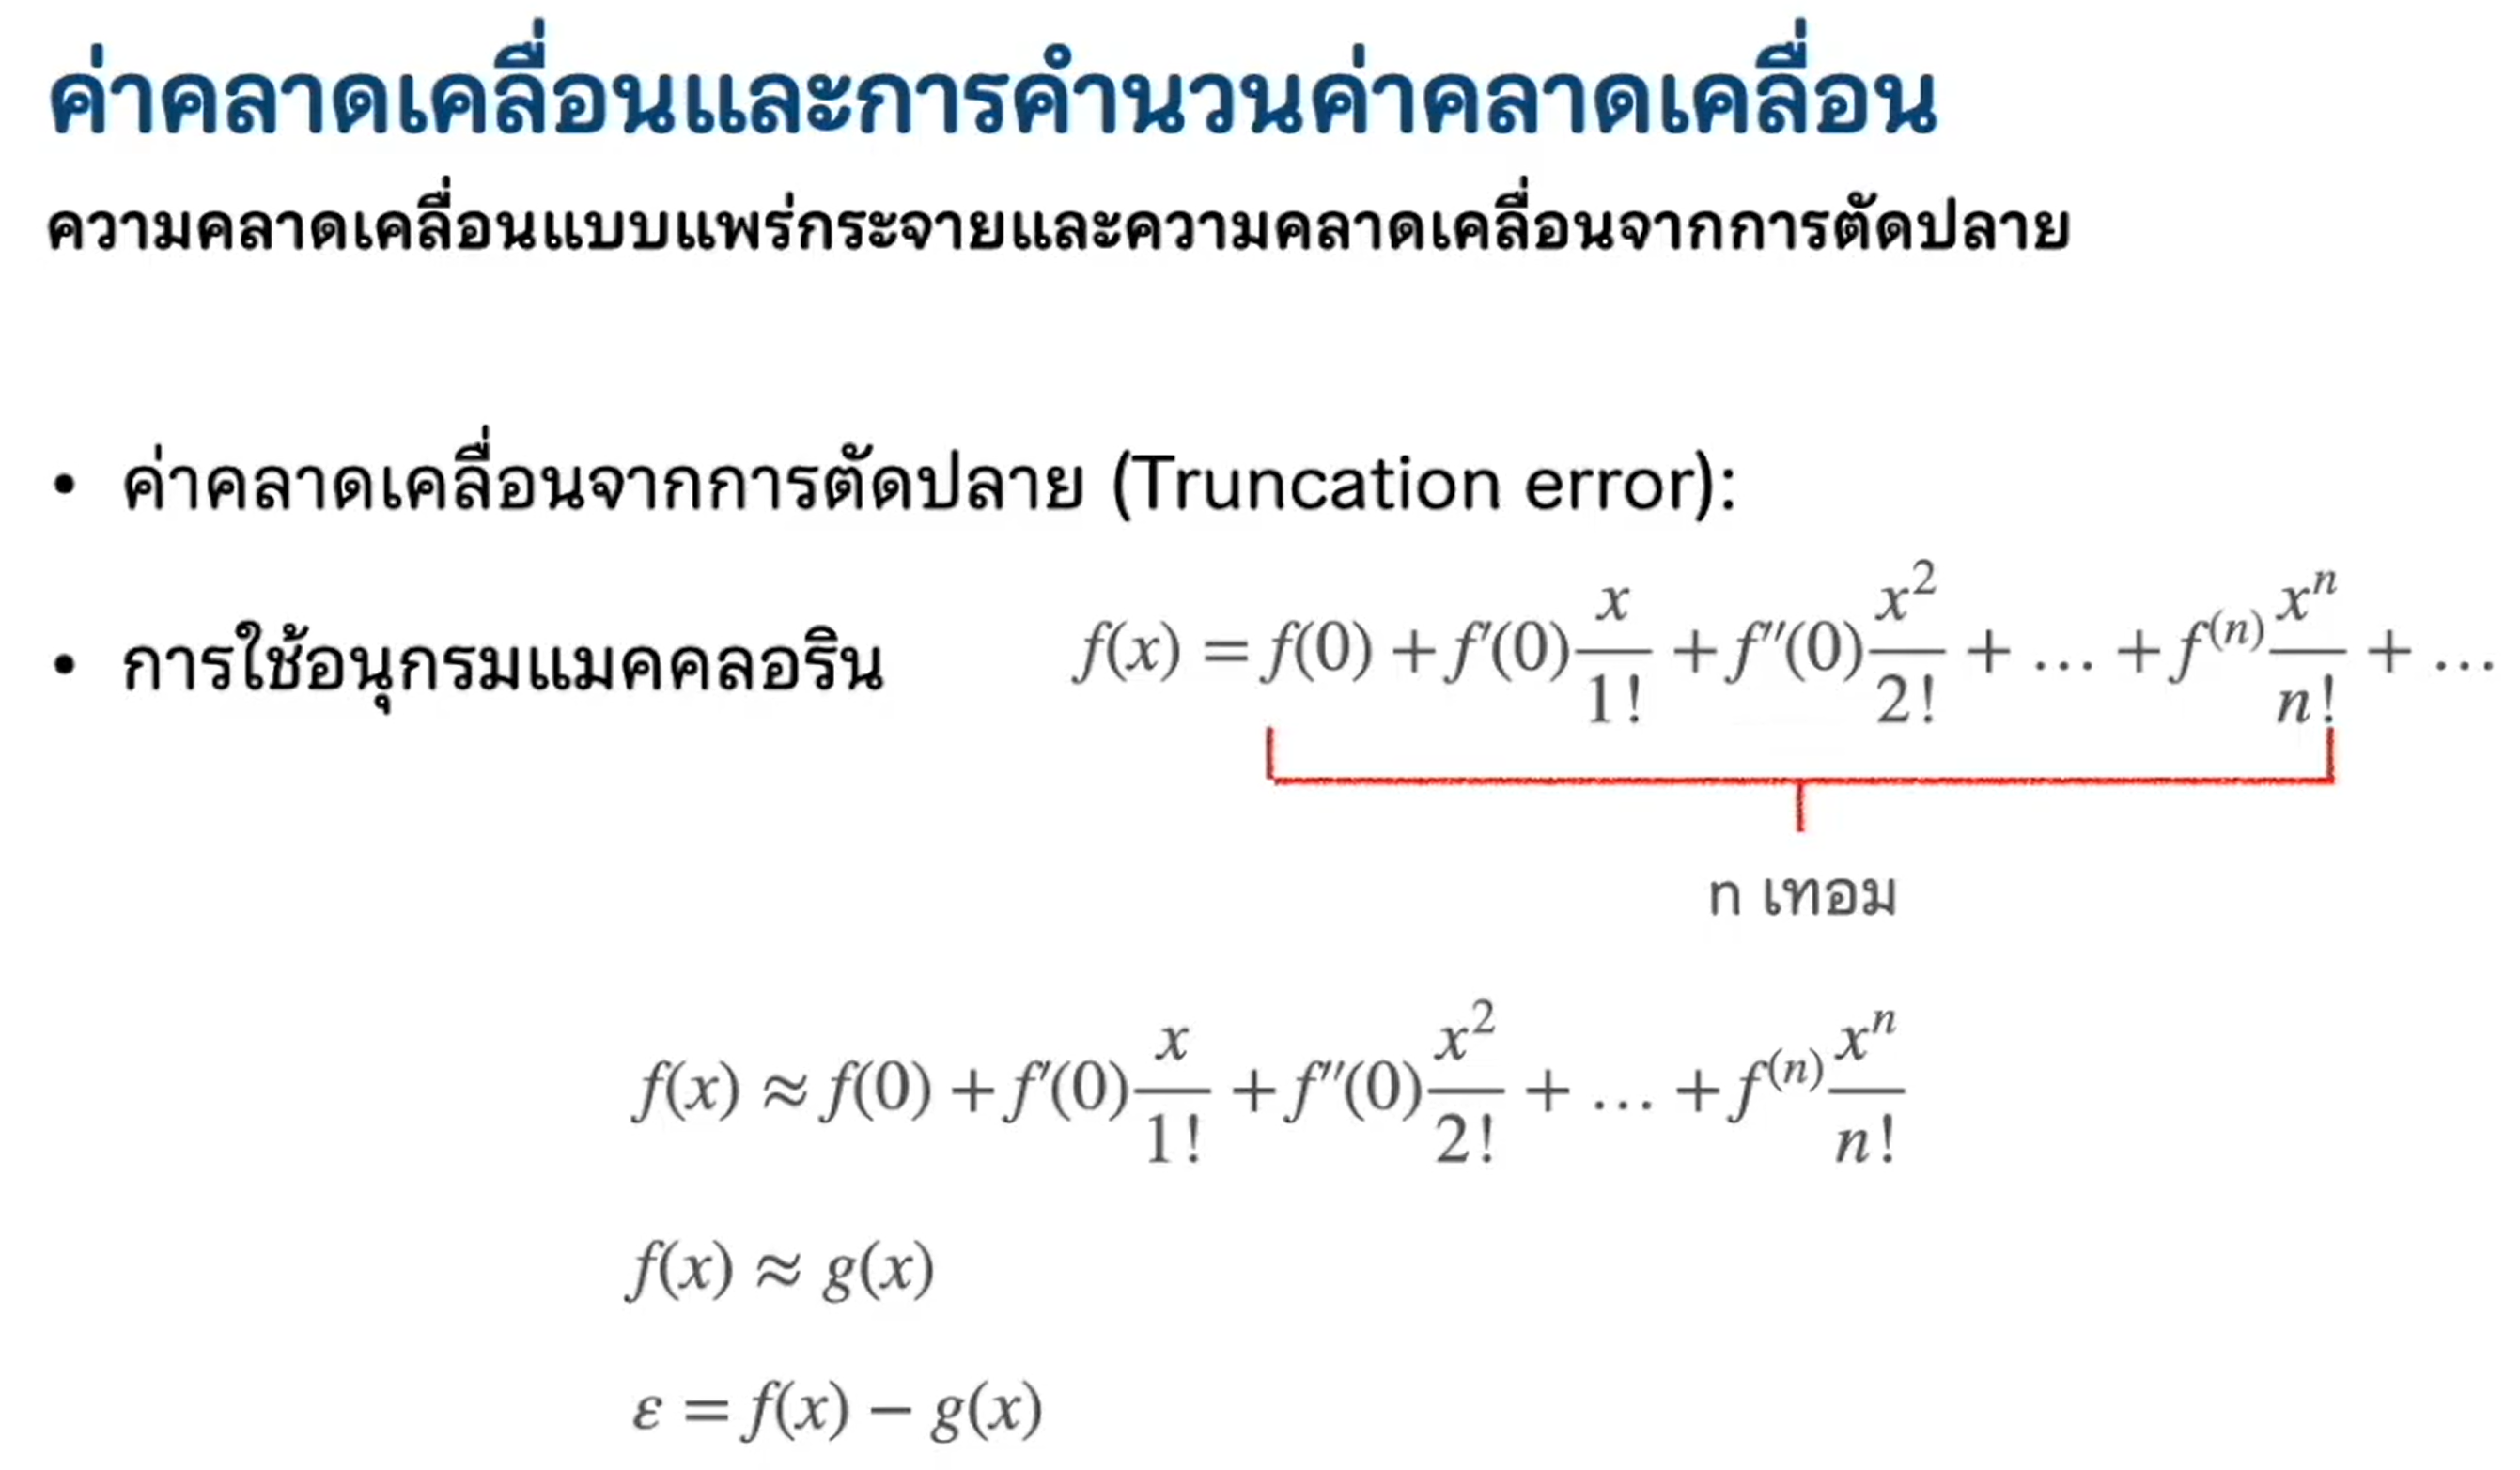 ค่าคลาดเคลื่อนและการคำนวนค่าคลาดเคลื่อน
ความคลาดเคลื่อนแบบแพร่กระจายและความคลาดเคลื่อนจากการตัดปลาย
• ค่าคลาดเคลื่อนจากการตัดปลาย (Truncation error):
• การใช้อนุกรมแมคคลอริน f(x) = f(0) + f′(0) x/1! + f″(0) x²/2! + … + f⁽ⁿ⁾ xⁿ/n! + …
n เทอม
f(x) ≈ f(0) + f′(0) x/1! + f″(0) x²/2! + … + f⁽ⁿ⁾ xⁿ/n!
f(x) ≈ g(x)
ε = f(x) − g(x)